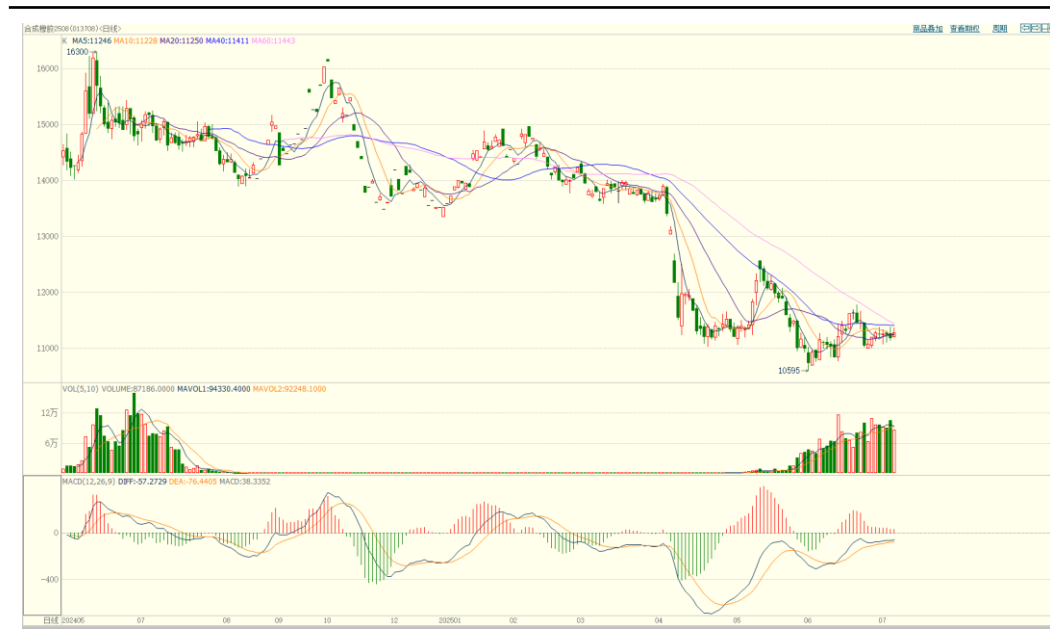 合成橡胶2508(013708)<日线> 商品叠加 查看期权 周期
K MA5:11246 MA10:11228 MA20:11250 MA40:11411 MA60:11443
16300
16000
15000
14000
13000
12000
11000
10595
VOL(5,10) VOLUME:87186.0000 MAVOL1:94330.4000 MAVOL2:92248.1000
12万
6万
MACD(12,26,9) DIFF:-57.2729 DEA:-76.4405 MACD:38.3352
0
-400
日线 202405 07 08 09 10 12 202501 02 03 04 05 06 07